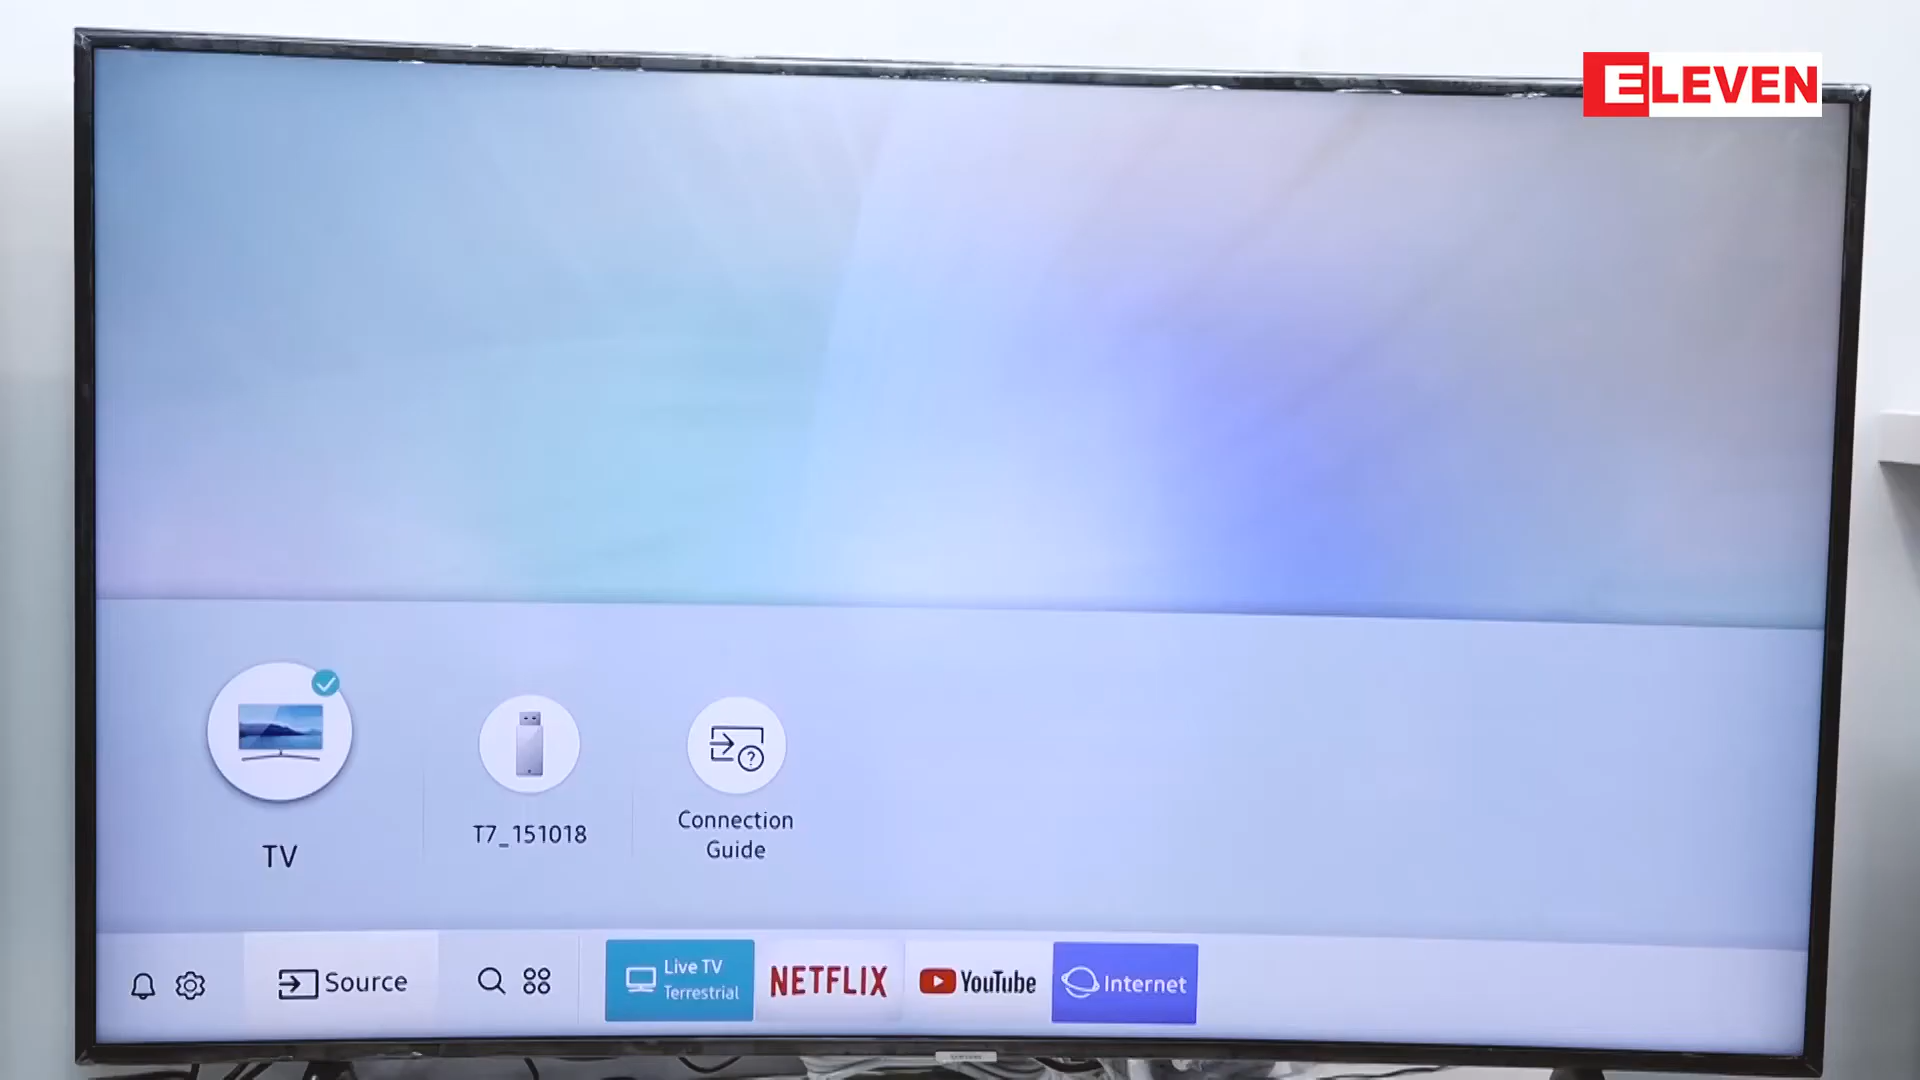 ELEVEN
TV
T7_151018
Connection
Guide
Source
Live TV
Terrestrial
NETFLIX
YouTube
Internet